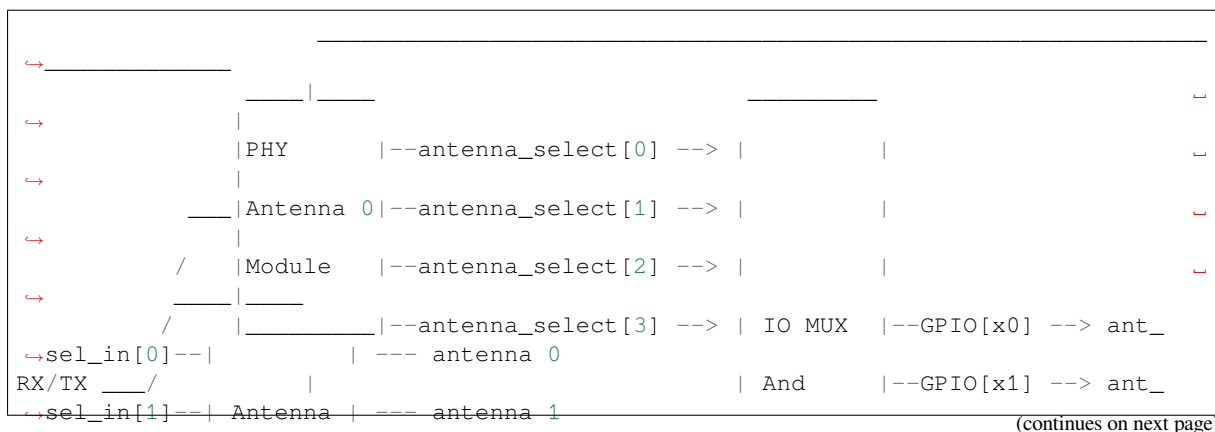 _______________________________________________________________
↪_____________
____|____ _________ ␣
↪ |
|PHY |--antenna_select[0] --> | | ␣
↪ |
___|Antenna 0|--antenna_select[1] --> | | ␣
↪ |
/ |Module |--antenna_select[2] --> | | ␣
↪ ____|____
/ |_________|--antenna_select[3] --> | IO MUX |--GPIO[x0] --> ant_
↪sel_in[0]--| | --- antenna 0
RX/TX ___/ | | And |--GPIO[x1] --> ant_
↪sel_in[1]--| Antenna | --- antenna 1
(continues on next page)